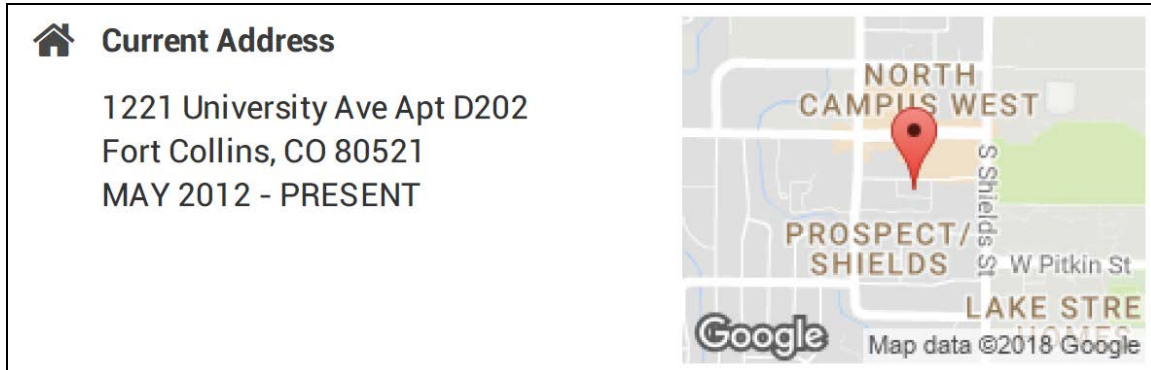 Current Address
1221 University Ave Apt D202
Fort Collins, CO 80521
MAY 2012 - PRESENT
NORTH
CAMPUS WEST
S Shields St
PROSPECT/
SHIELDS
W Pitkin St
LAKE STRE
HOMES
Google
Map data ©2018 Google